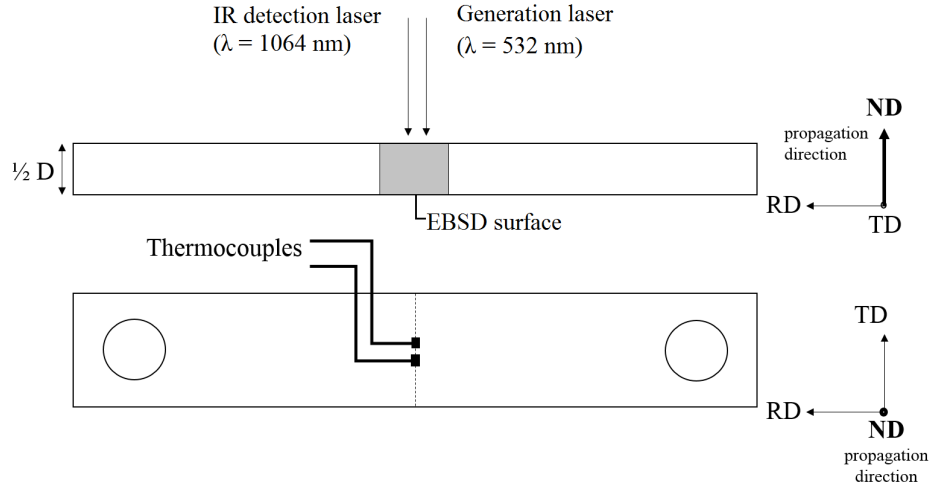 IR detection laser
(λ = 1064 nm)
Generation laser
(λ = 532 nm)
ND
propagation
direction
½ D
RD
TD
EBSD surface
Thermocouples
TD
RD
ND
propagation
direction